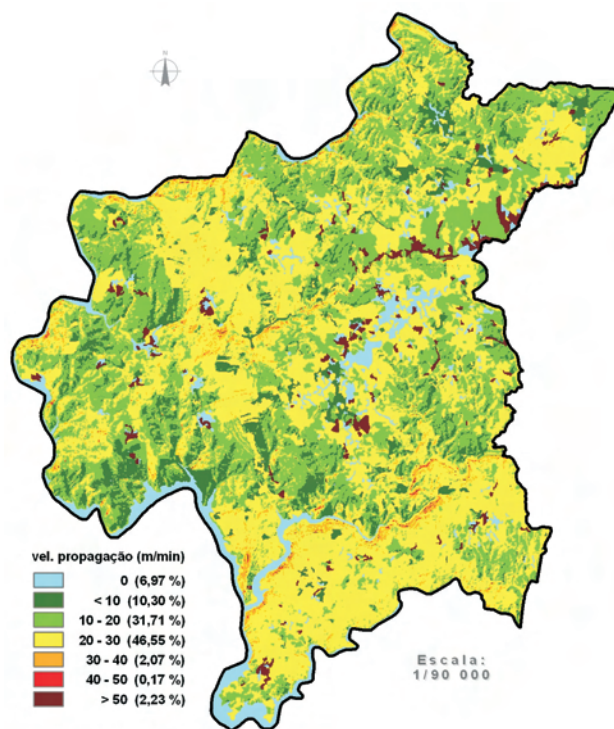 N
vel. propagação (m/min)
0 (6,97 %)
< 10 (10,30 %)
10 - 20 (31,71 %)
20 - 30 (46,55 %)
30 - 40 (2,07 %)
40 - 50 (0,17 %)
> 50 (2,23 %)
Escala:
1/90 000